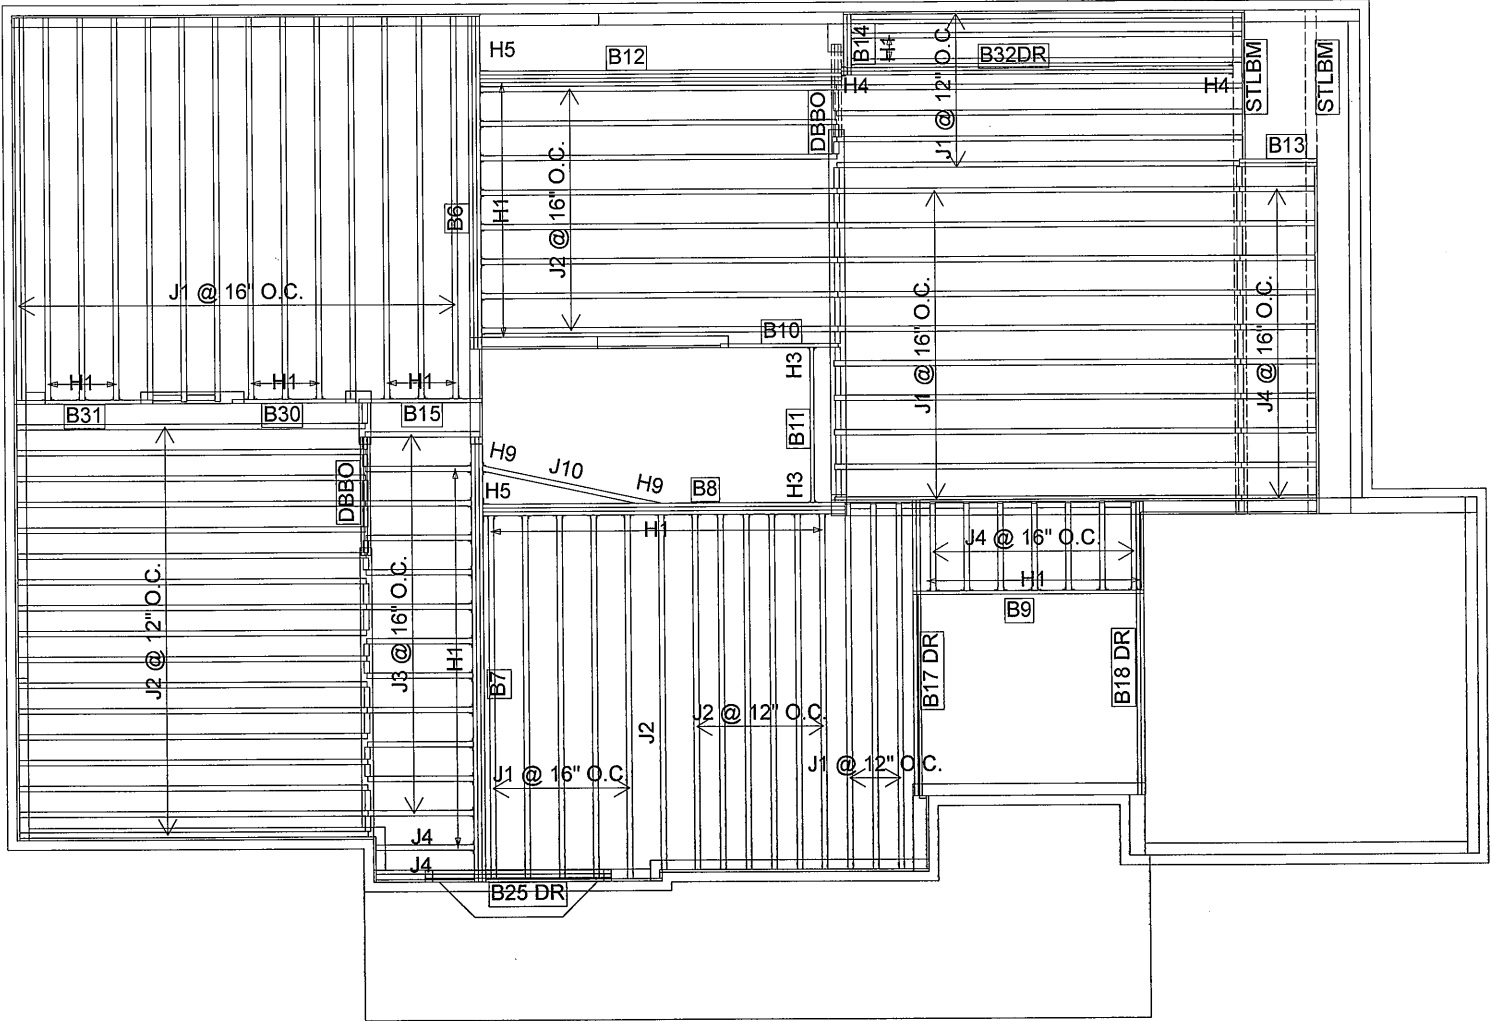 H5
B12
B14
H1
J1 @ 12" O.C.
B32DR
H4
H4
STLBM
STLBM
DBBO
B13
B6
H1
J2 @ 16" O.C.
J1 @ 16" O.C.
B10
H3
J1 @ 16" O.C.
J4 @ 16" O.C.
H1
H1
H1
B31
B30
B15
B11
H9
J10
H9
H5
B8
H3
DBBO
H1
J4 @ 16" O.C.
H1
B9
J2 @ 12" O.C.
J3 @ 16" O.C.
H1
B7
J2
B17 DR
B18 DR
J2 @ 12" O.C.
J1 @ 16" O.C.
J1 @ 12" O.C.
J4
J4
B25 DR